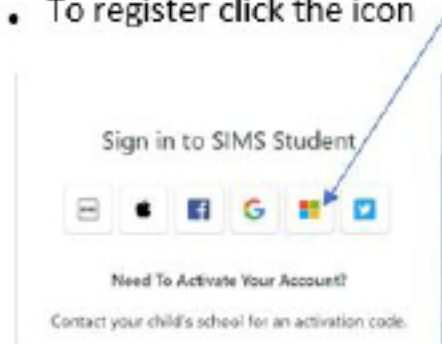 • To register click the icon
Sign in to SIMS Student
Need To Activate Your Account?
Contact your child's school for an activation code.